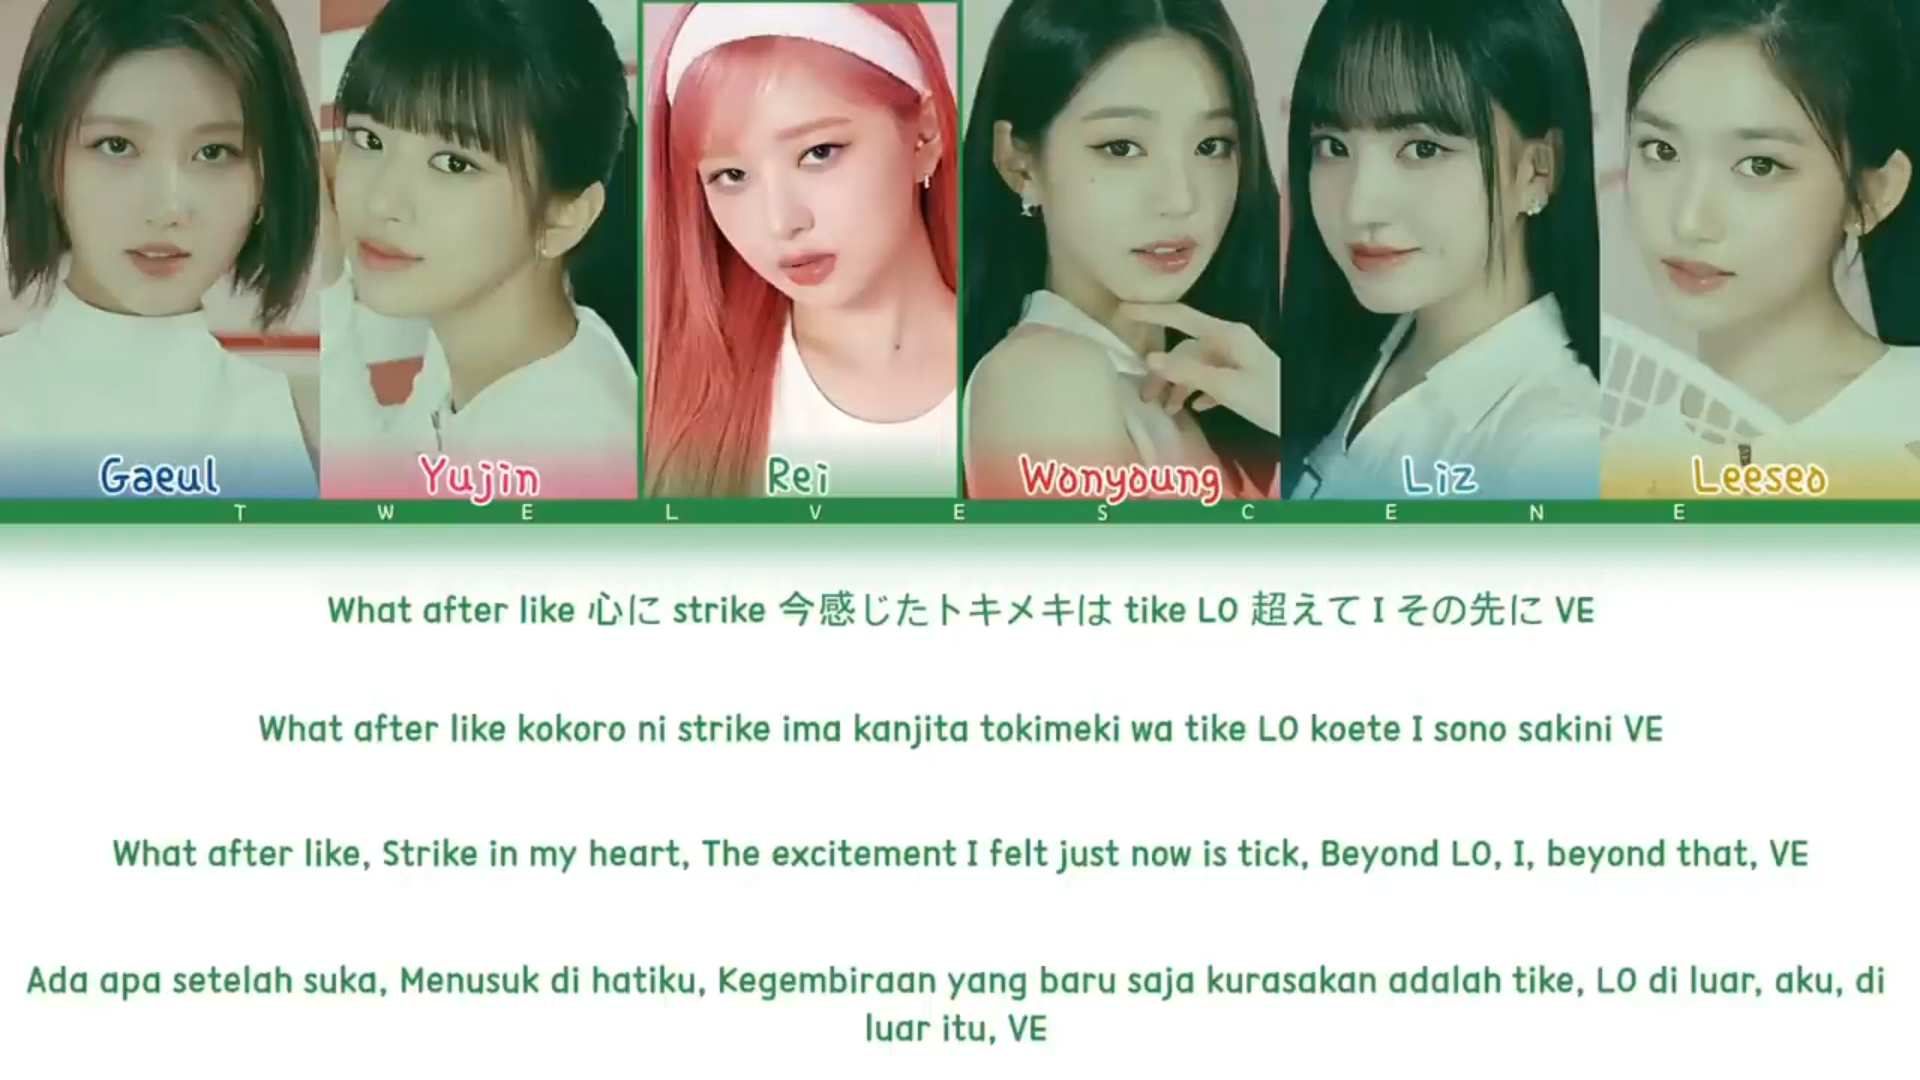 Gaeul Yujin Rei Wonyoung Liz Leeseo
T W E L V E S C E N E
What after like 心に strike 今感じたトキメキは tike LO 超えて I その先に VE
What after like kokoro ni strike ima kanjita tokimeki wa tike LO koete I sono sakini VE
What after like, Strike in my heart, The excitement I felt just now is tick, Beyond LO, I, beyond that, VE
Ada apa setelah suka, Menusuk di hatiku, Kegembiraan yang baru saja kurasakan adalah tike, LO di luar, aku, di
luar itu, VE